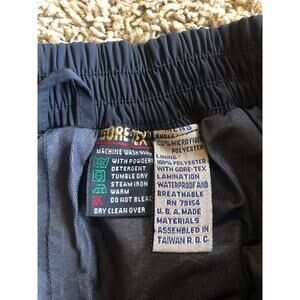 GORE-TEX
MACHINE WASH WARM
WITH POWDER
DETERGENT
TUMBLE DRY
STEAM IRON
WARM
DO NOT BLEACH
DRY CLEAN OVER
SHELL:
100% MICRO FIBER
POLYESTER
LINING:
100% POLYESTER
WITH GORE-TEX
LAMINATION
WATERPROOF AND
BREATHABLE
RN 79154
U.S.A. MADE
MATERIALS
ASSEMBLED IN
TAIWAN R.O.C